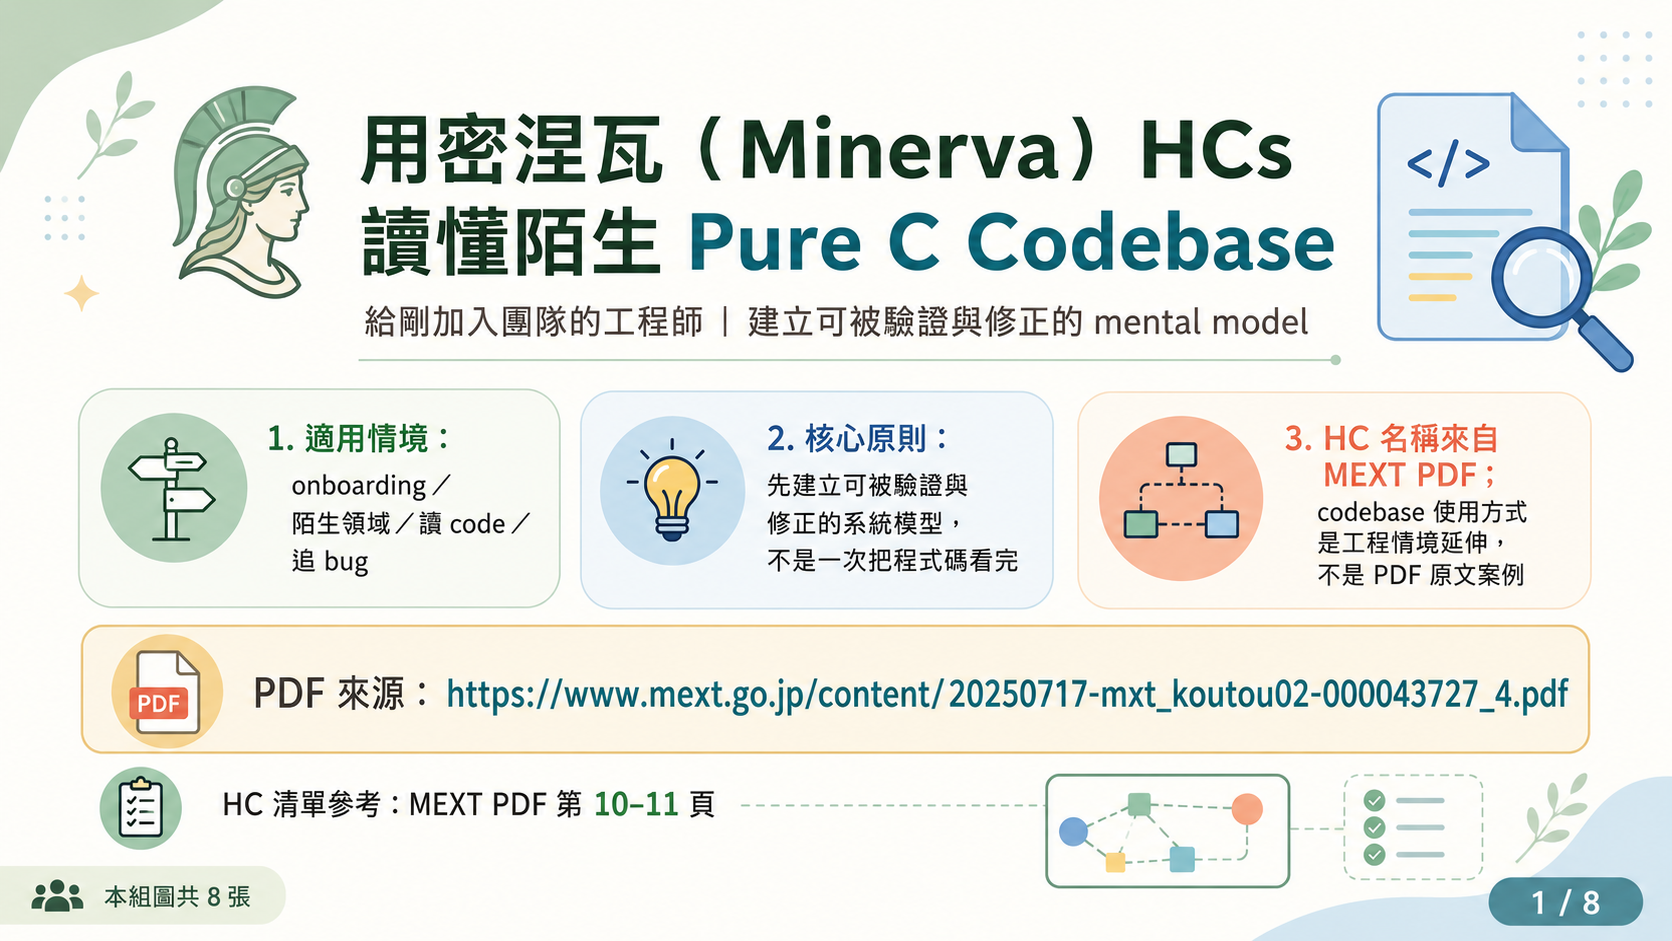 用密涅瓦（Minerva）HCs
讀懂陌生 Pure C Codebase
給剛加入團隊的工程師｜建立可被驗證與修正的 mental model
</>
1. 適用情境：
onboarding／
陌生領域／讀 code／
追 bug
2. 核心原則：
先建立可被驗證與
修正的系統模型，
不是一次把程式碼看完
3. HC 名稱來自
MEXT PDF；
codebase 使用方式
是工程情境延伸，
不是 PDF 原文案例
PDF
PDF 來源：https://www.mext.go.jp/content/20250717-mxt_koutou02-000043727_4.pdf
HC 清單參考：MEXT PDF 第 10–11 頁
本組圖共 8 張
1 / 8